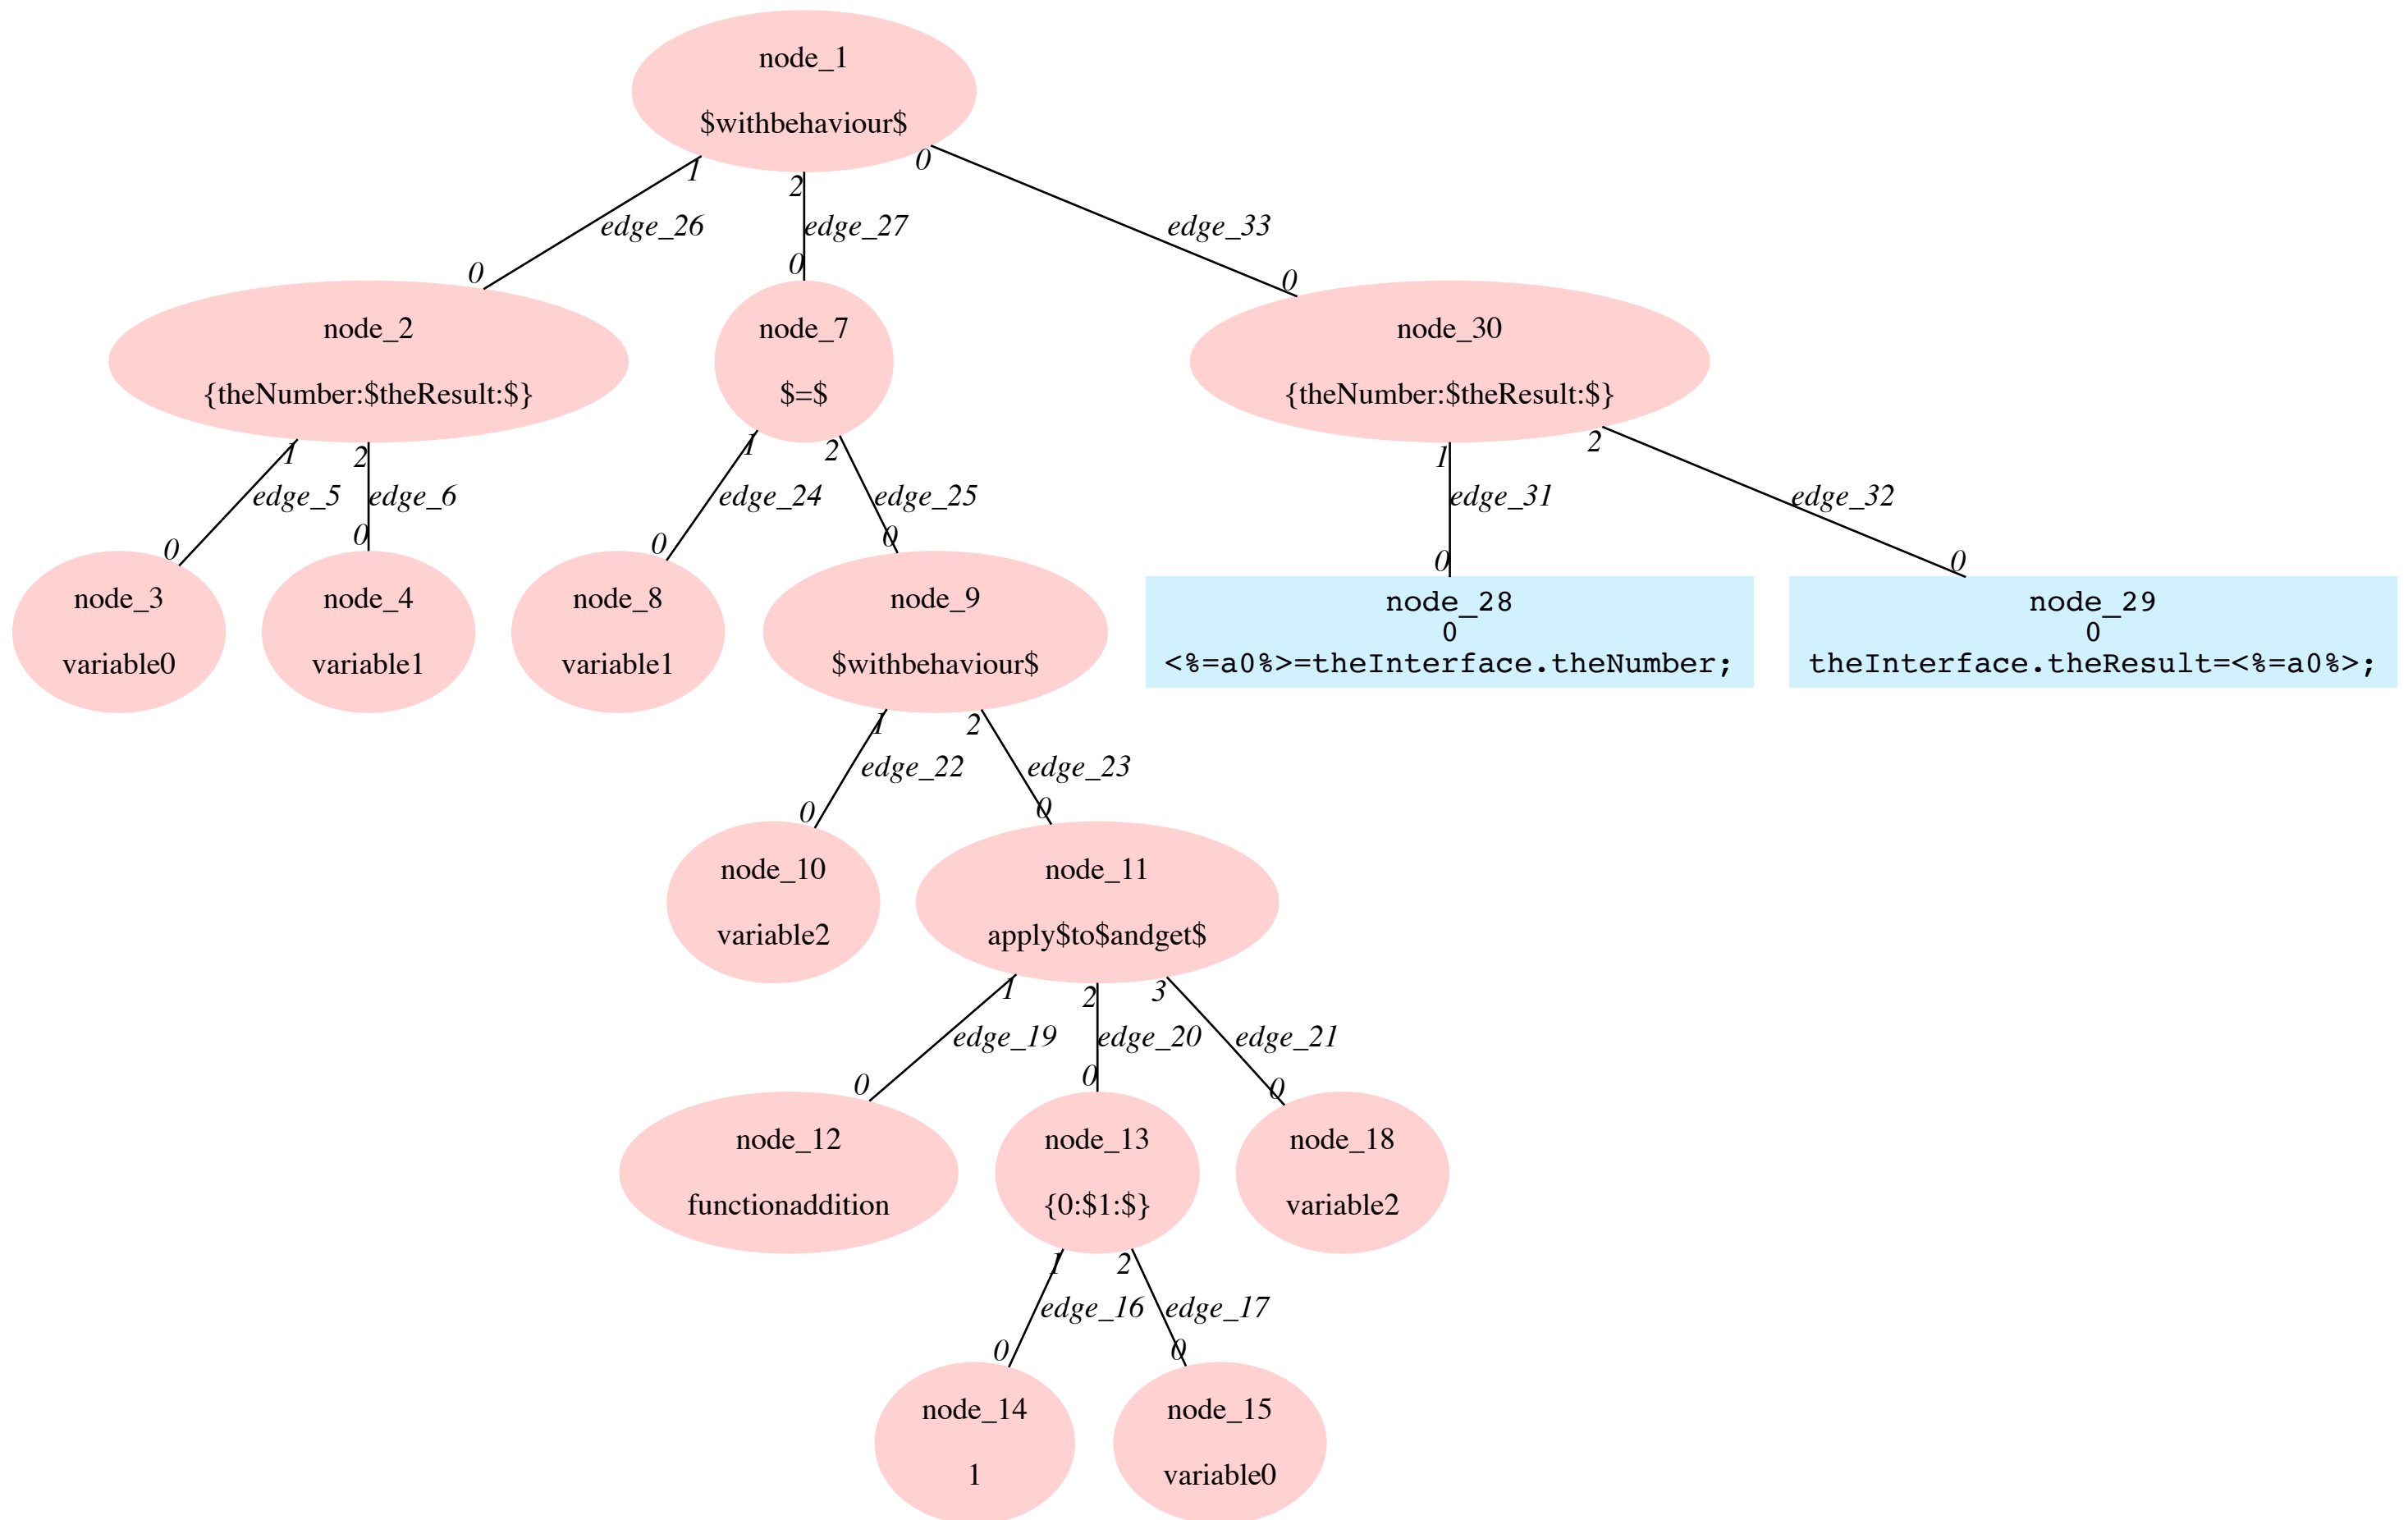 node_1
$withbehaviour$
1
2
0
edge_26
edge_27
edge_33
0
0
0
node_2
{theNumber:$theResult:$}
node_7
$=$
node_30
{theNumber:$theResult:$}
1
2
1
2
1
2
edge_5
edge_6
edge_24
edge_25
edge_31
edge_32
0
0
0
0
0
0
node_3
variable0
node_4
variable1
node_8
variable1
node_9
$withbehaviour$
node_28
0
<%=a0%>=theInterface.theNumber;
node_29
0
theInterface.theResult=<%=a0%>;
1
2
edge_22
edge_23
0
0
node_10
variable2
node_11
apply$to$andget$
1
2
3
edge_19
edge_20
edge_21
0
0
0
node_12
functionaddition
node_13
{0:$1:$}
node_18
variable2
1
2
edge_16
edge_17
0
0
node_14
1
node_15
variable0